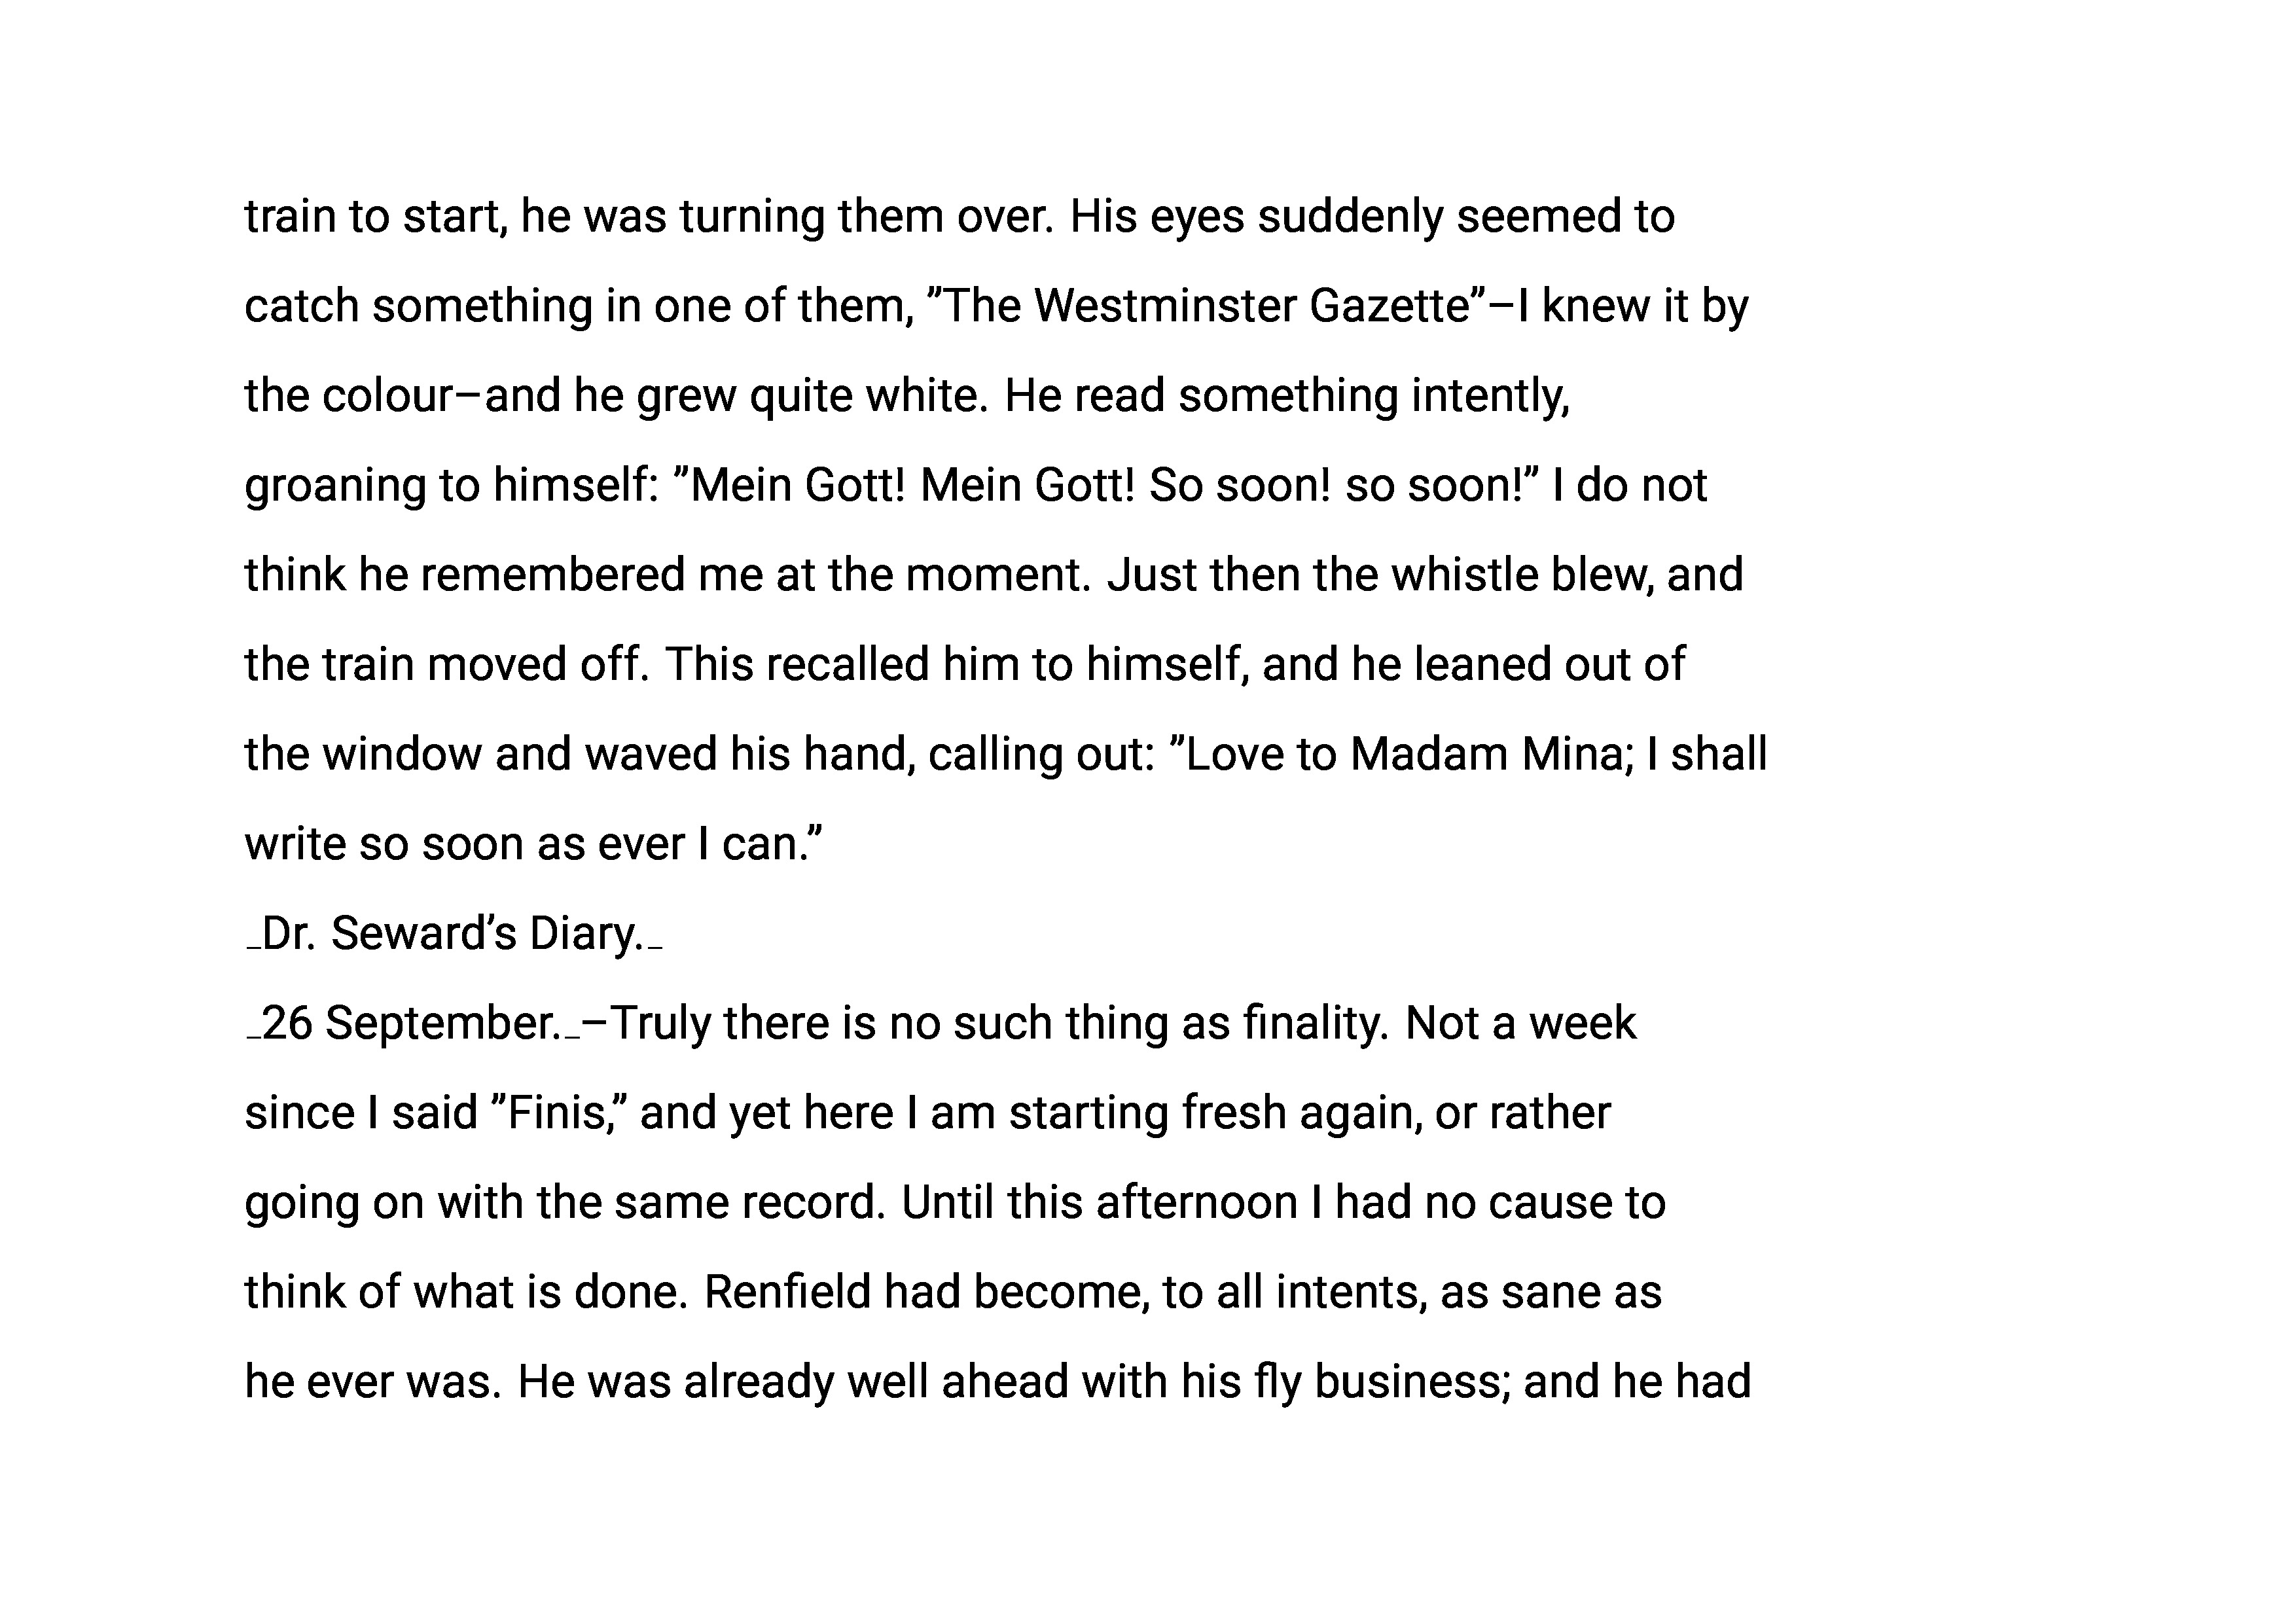 train to start, he was turning them over. His eyes suddenly seemed to
catch something in one of them, ”The Westminster Gazette”–I knew it by
the colour–and he grew quite white. He read something intently,
groaning to himself: ”Mein Gott! Mein Gott! So soon! so soon!” I do not
think he remembered me at the moment. Just then the whistle blew, and
the train moved off. This recalled him to himself, and he leaned out of
the window and waved his hand, calling out: ”Love to Madam Mina; I shall
write so soon as ever I can.”
_Dr. Seward’s Diary._
_26 September._–Truly there is no such thing as finality. Not a week
since I said ”Finis,” and yet here I am starting fresh again, or rather
going on with the same record. Until this afternoon I had no cause to
think of what is done. Renfield had become, to all intents, as sane as
he ever was. He was already well ahead with his fly business; and he had